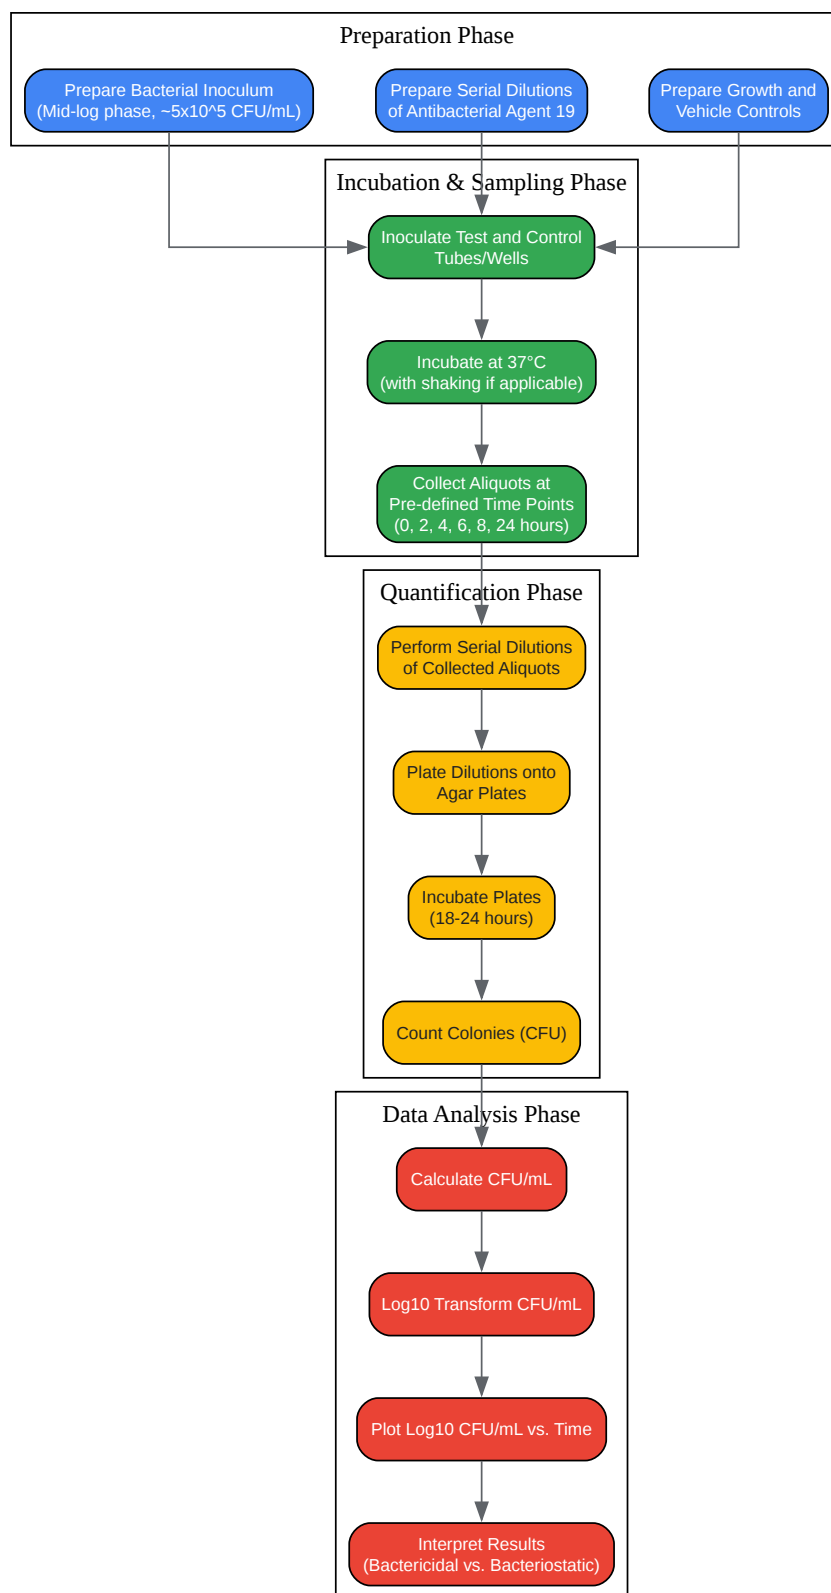 Preparation Phase
Prepare Bacterial Inoculum
(Mid-log phase, ~5x10^5 CFU/mL)
Prepare Serial Dilutions
of Antibacterial Agent 19
Prepare Growth and
Vehicle Controls
Incubation & Sampling Phase
Inoculate Test and Control
Tubes/Wells
Incubate at 37°C
(with shaking if applicable)
Collect Aliquots at
Pre-defined Time Points
(0, 2, 4, 6, 8, 24 hours)
Quantification Phase
Perform Serial Dilutions
of Collected Aliquots
Plate Dilutions onto
Agar Plates
Incubate Plates
(18-24 hours)
Count Colonies (CFU)
Data Analysis Phase
Calculate CFU/mL
Log10 Transform CFU/mL
Plot Log10 CFU/mL vs. Time
Interpret Results
(Bactericidal vs. Bacteriostatic)